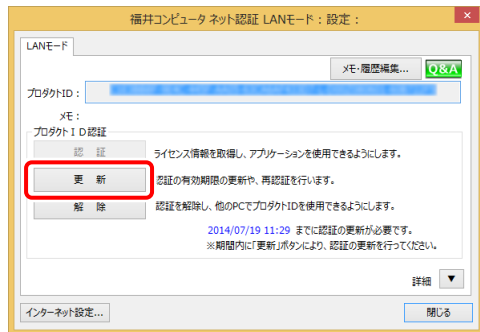 福井コンピュータ ネット認証 LANモード：設定：
LANモード
メモ・履歴編集...
Q&A
プロダクトID：
メモ：
プロダクトＩＤ認証
認　証
ライセンス情報を取得し、アプリケーションを使用できるようにします。
更　新
認証の有効期限の更新や、再認証を行います。
解　除
認証を解除し、他のPCでプロダクトIDを使用できるようにします。
2014/07/19 11:29 までに認証の更新が必要です。
※期間内に「更新」ボタンにより、認証の更新を行ってください。
詳細 ▼
インターネット設定...
閉じる